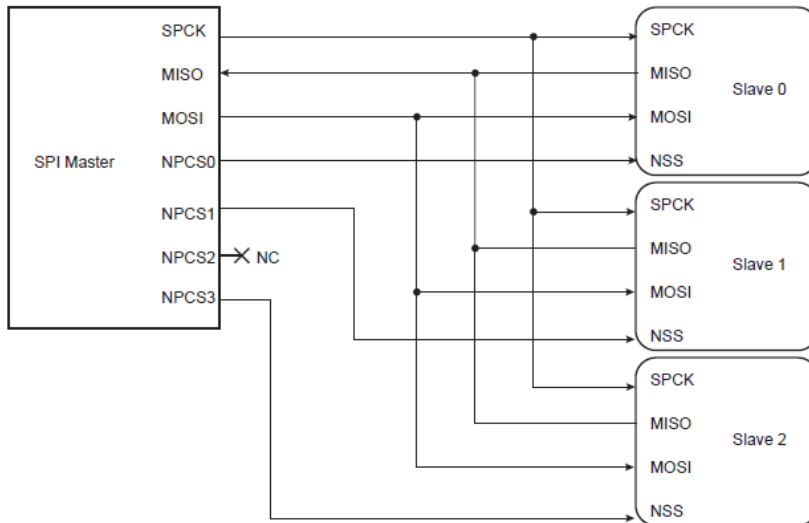 SPI Master
SPCK
MISO
MOSI
NPCS0
NPCS1
NPCS2
NC
NPCS3
SPCK
MISO
Slave 0
MOSI
NSS
SPCK
MISO
Slave 1
MOSI
NSS
SPCK
MISO
Slave 2
MOSI
NSS